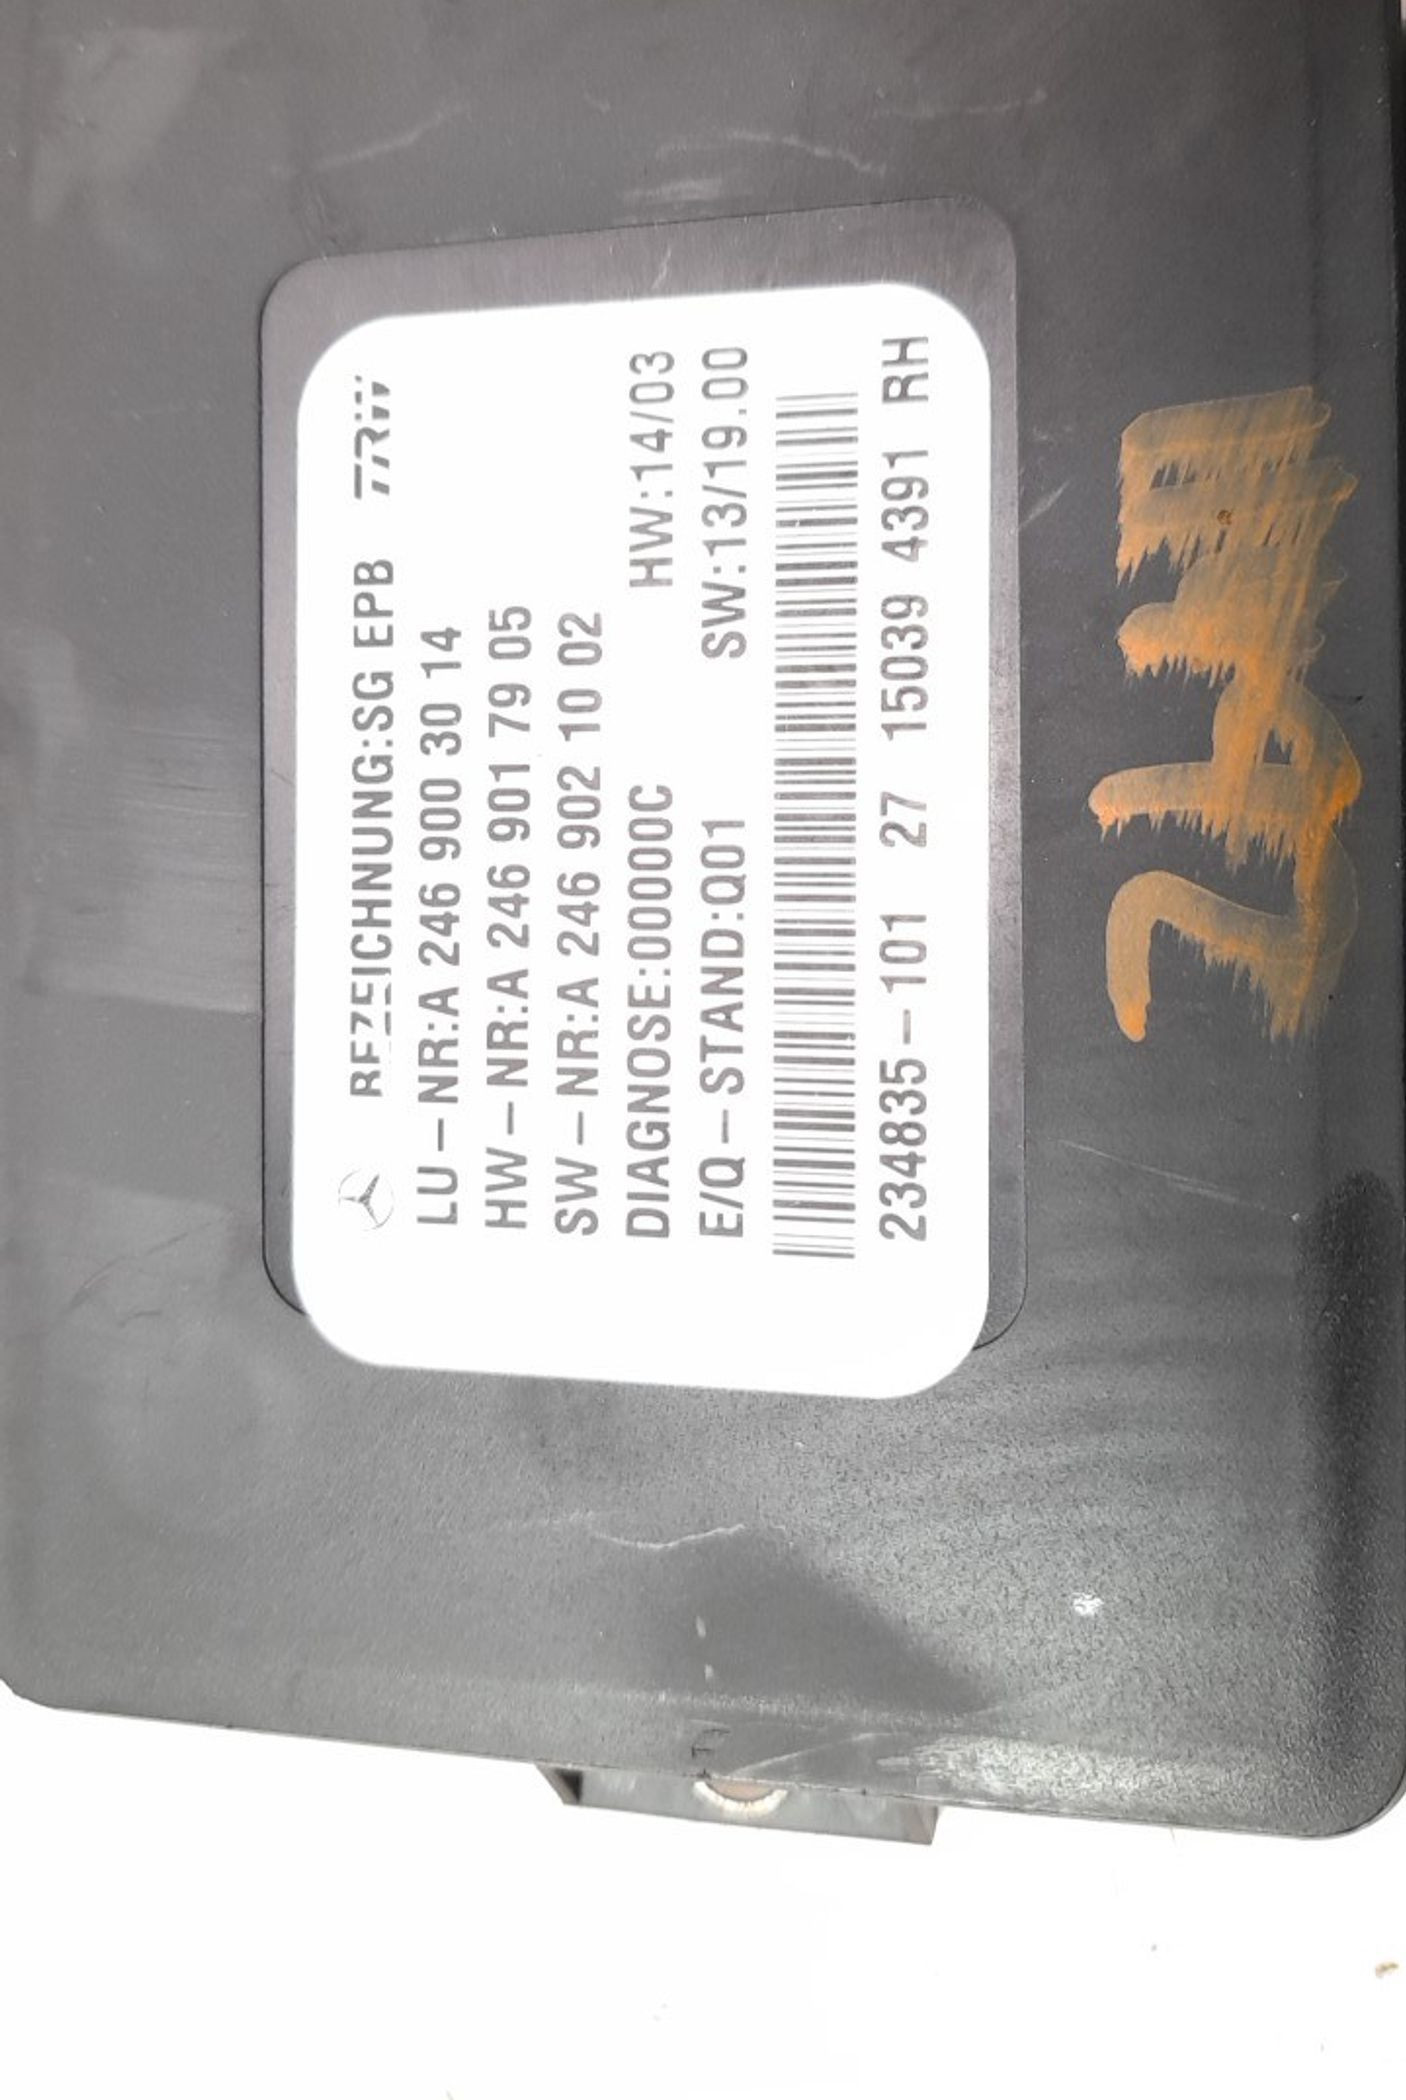 BEZEICHNUNG:SG EPB TRW
LU-NR:A 246 900 30 14
HW-NR:A 246 901 79 05
SW-NR:A 246 902 10 02
DIAGNOSE:00000C HW:14/03
E/Q-STAND:Q01 SW:13/19.00
234835-101 27 15039 4391 RH